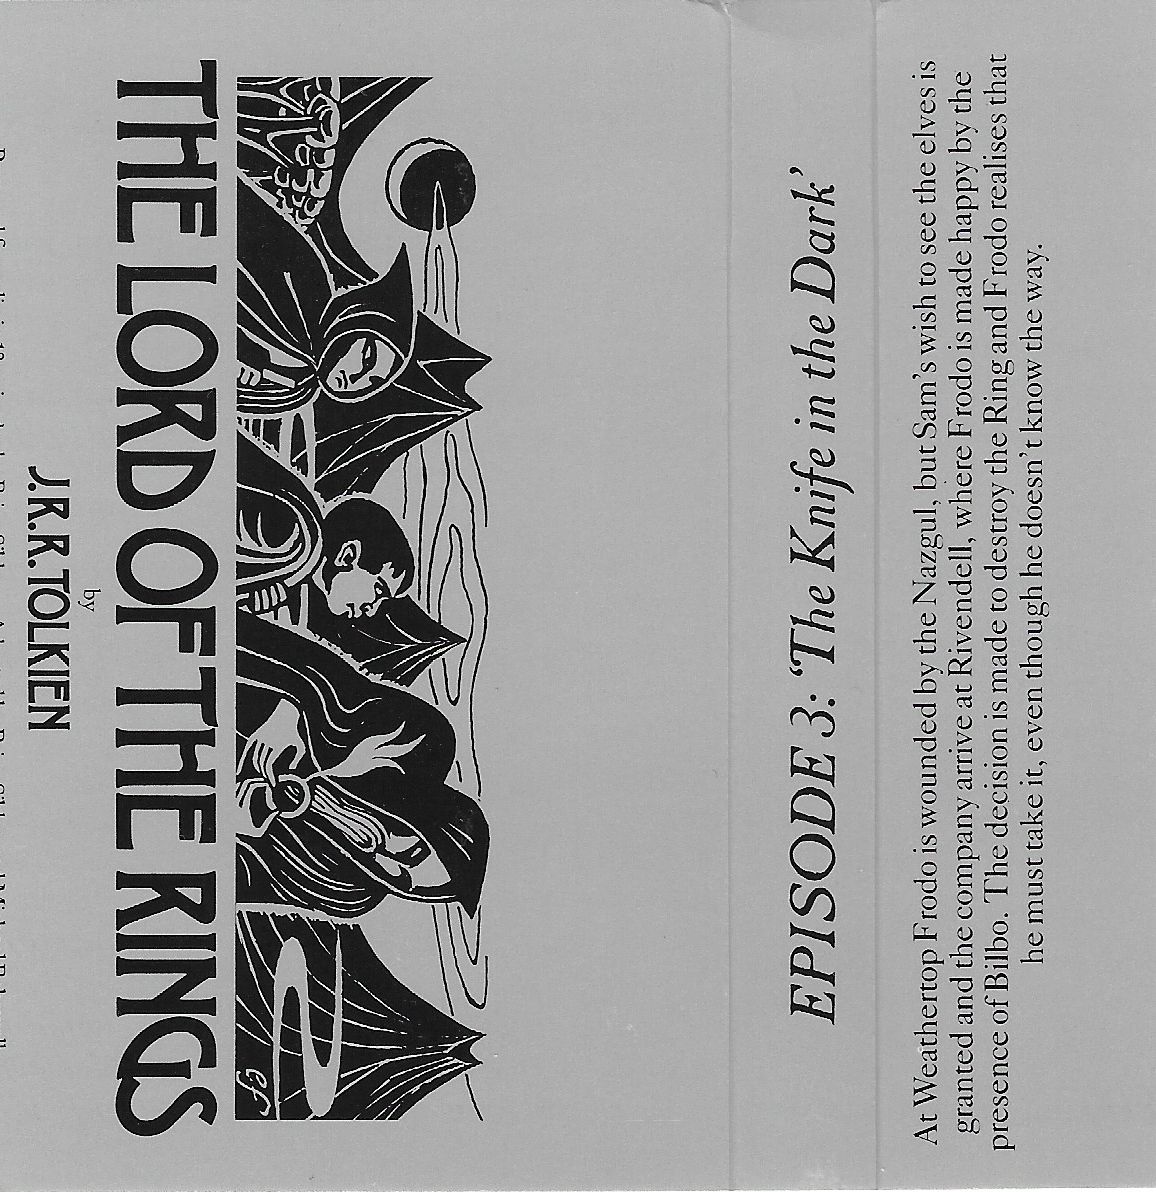 THE LORD OF THE RINGS
by
J.R.R. TOLKIEN
EPISODE 3: ‘The Knife in the Dark’
At Weathertop Frodo is wounded by the Nazgul, but Sam's wish to see the elves is
granted and the company arrive at Rivendell, where Frodo is made happy by the
presence of Bilbo. The decision is made to destroy the Ring and Frodo realises that
he must take it, even though he doesn't know the way.